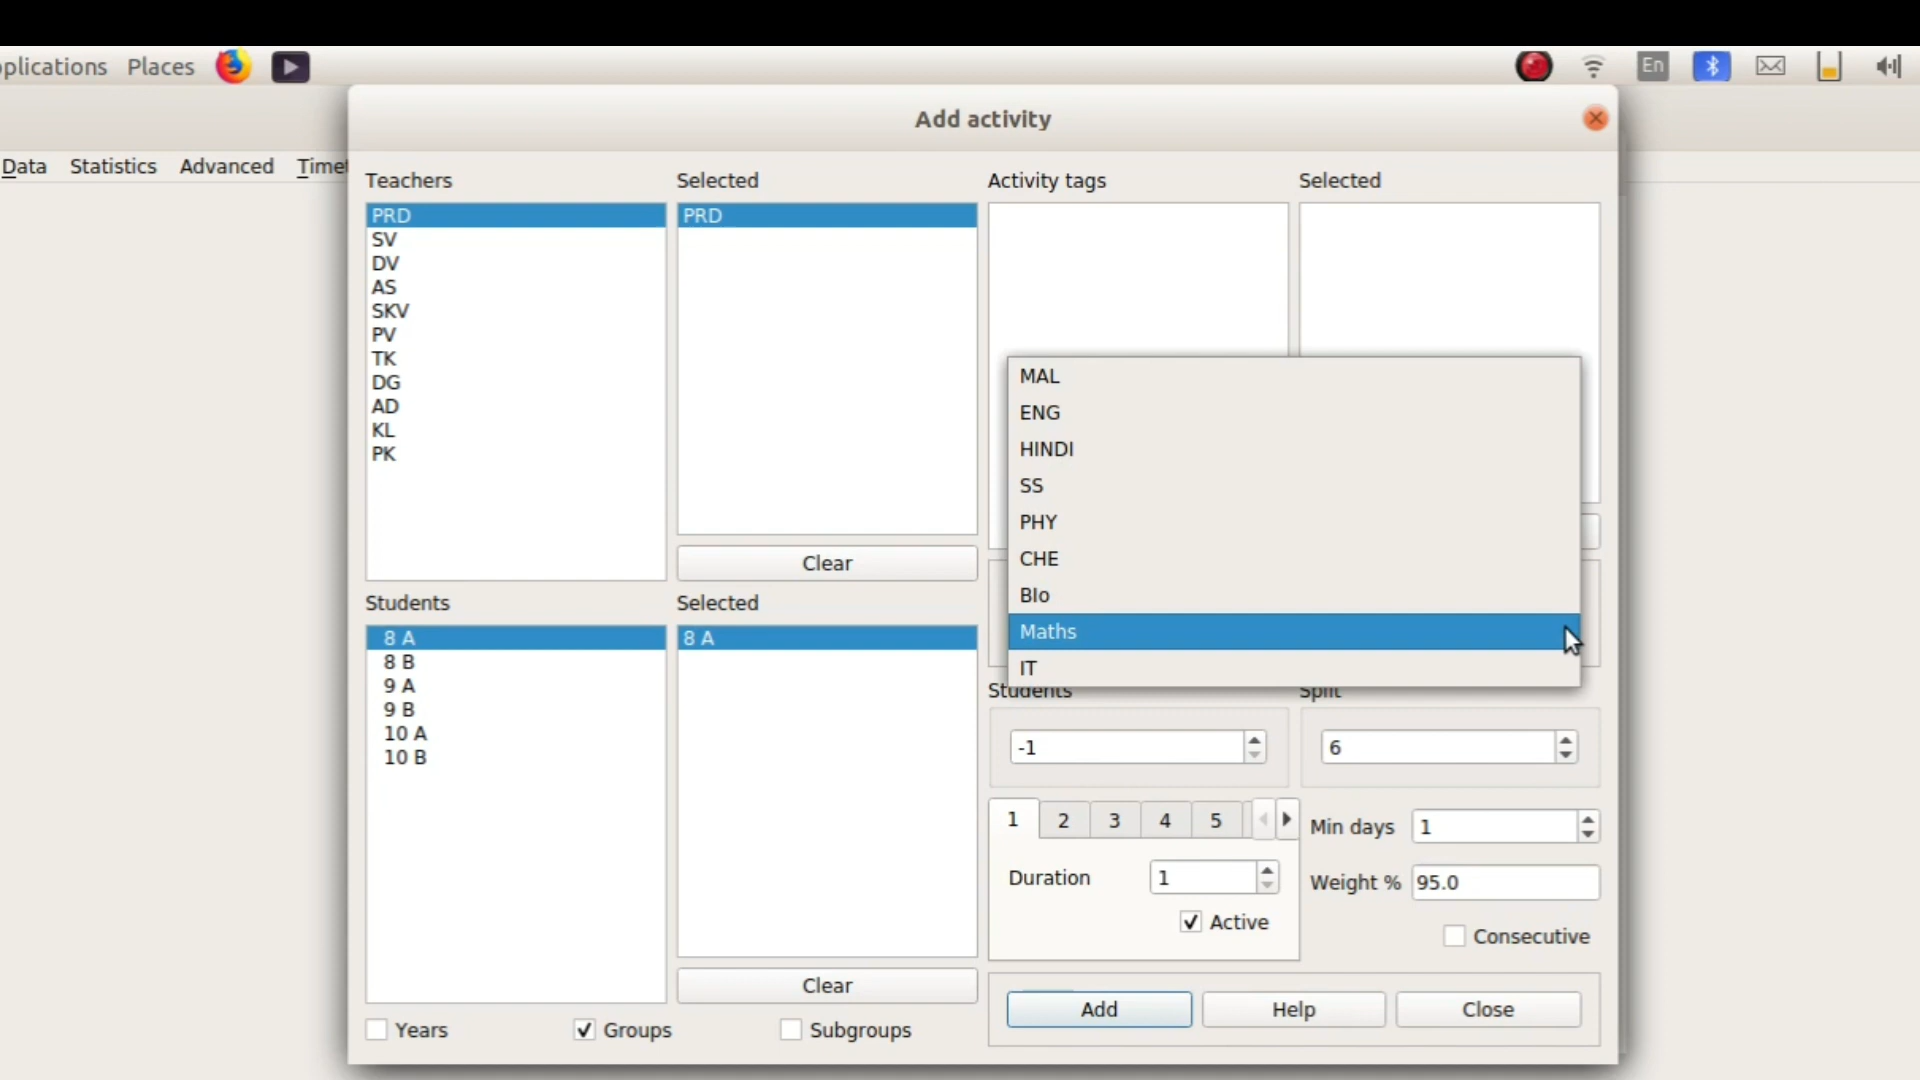 plications Places En
Data Statistics Advanced Timet
Add activity
Teachers
PRD
SV
DV
AS
SKV
PV
TK
DG
AD
KL
PK
Selected
PRD
Clear
Activity tags
Selected
MAL
ENG
HINDI
SS
PHY
CHE
BIo
Maths
IT
Students
8 A
8 B
9 A
9 B
10 A
10 B
Selected
8 A
Clear
Years Groups Subgroups
Students
-1
Split
6
1 2 3 4 5
Duration 1
Active
Min days 1
Weight % 95.0
Consecutive
Add Help Close